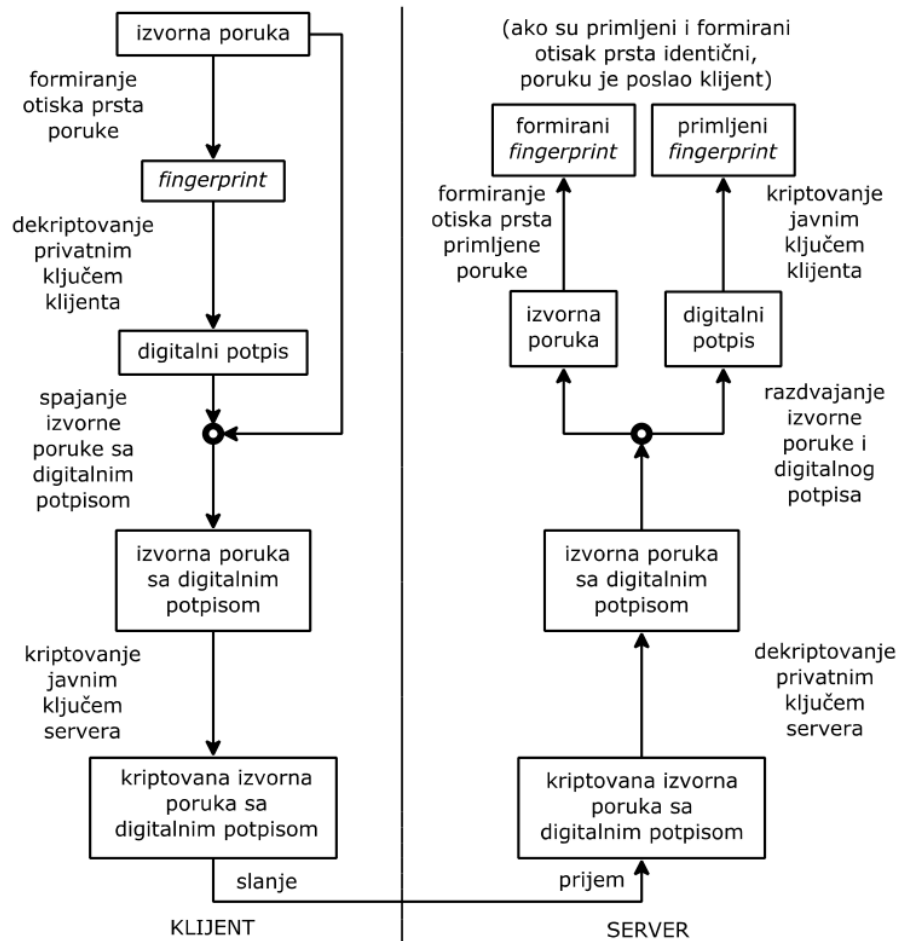 izvorna poruka
formiranje
otiska prsta
poruke
fingerprint
dekriptovanje
privatnim
ključem
klijenta
digitalni potpis
spajanje
izvorne
poruke sa
digitalnim
potpisom
izvorna poruka
sa digitalnim
potpisom
kriptovanje
javnim
ključem
servera
kriptovana izvorna
poruka sa
digitalnim potpisom
slanje
KLIJENT
(ako su primljeni i formirani
otisak prsta identični,
poruku je poslao klijent)
formirani
fingerprint
primljeni
fingerprint
formiranje
otiska prsta
primljene
poruke
kriptovanje
javnim
ključem
klijenta
izvorna
poruka
digitalni
potpis
razdvajanje
izvorne
poruke i
digitalnog
potpisa
izvorna poruka
sa digitalnim
potpisom
dekriptovanje
privatnim
ključem
servera
kriptovana izvorna
poruka sa
digitalnim potpisom
prijem
SERVER